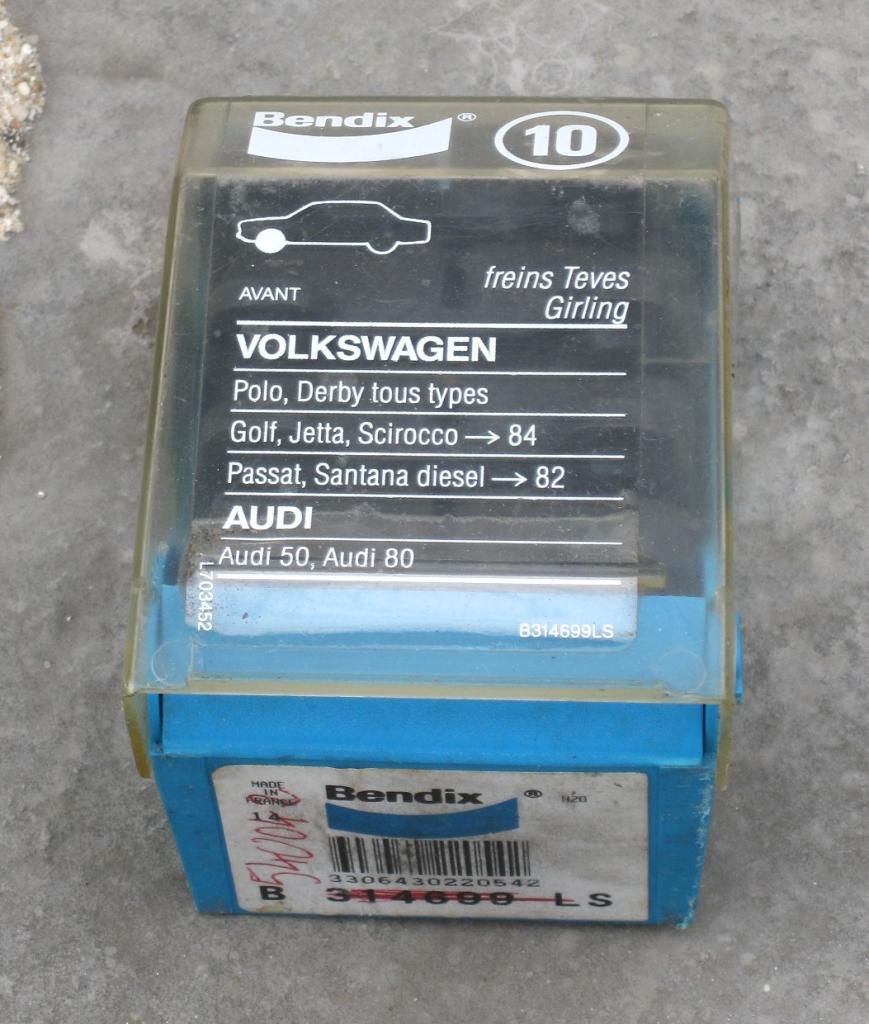 Bendix ® 10
AVANT
freins Teves
Girling
VOLKSWAGEN
Polo, Derby tous types
Golf, Jetta, Scirocco → 84
Passat, Santana diesel → 82
AUDI
Audi 50, Audi 80
L703452
B314699LS
MADE
IN
FRANCE
14
Bendix ®
3306430220542
B 314699 LS